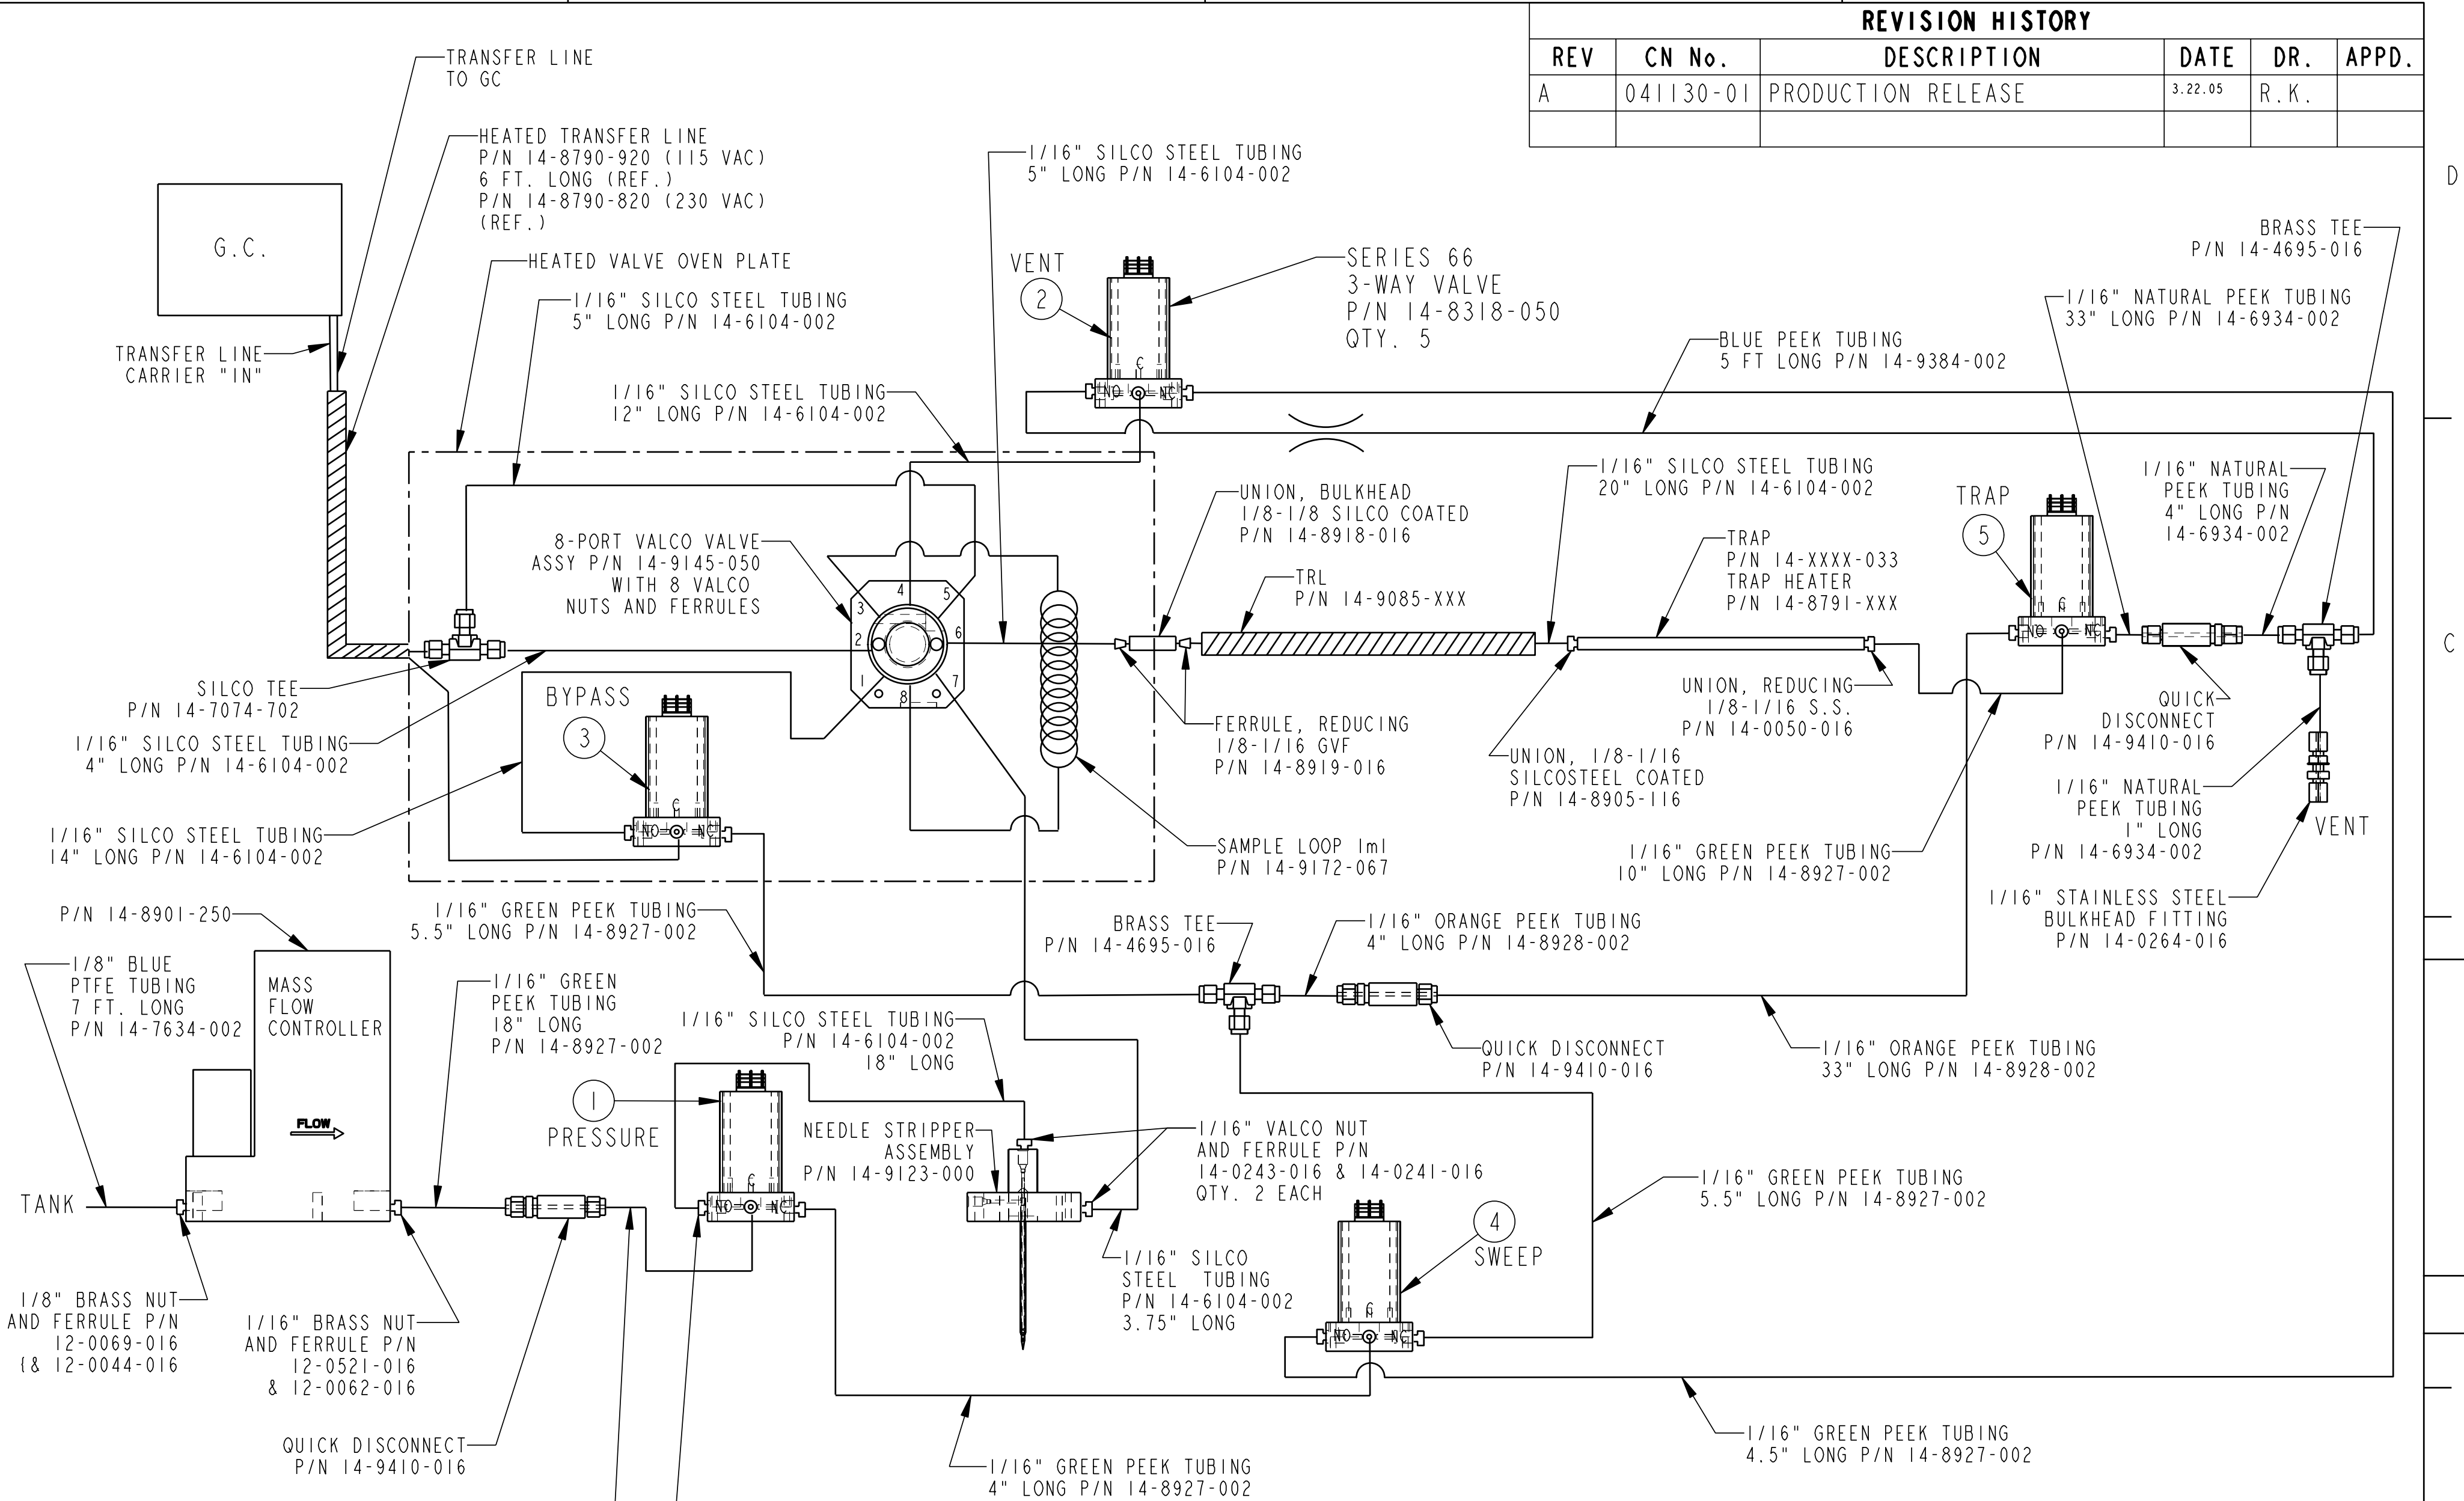 REVISION HISTORY
REV CN No. DESCRIPTION DATE DR. APPD.
A 041130-01 PRODUCTION RELEASE 3.22.05 R.K.
D
C
TRANSFER LINE
TO GC
HEATED TRANSFER LINE
P/N 14-8790-920 (115 VAC)
6 FT. LONG (REF.)
P/N 14-8790-820 (230 VAC)
(REF.)
G.C.
TRANSFER LINE
CARRIER "IN"
HEATED VALVE OVEN PLATE
1/16" SILCO STEEL TUBING
5" LONG P/N 14-6104-002
1/16" SILCO STEEL TUBING
12" LONG P/N 14-6104-002
1/16" SILCO STEEL TUBING
5" LONG P/N 14-6104-002
VENT
2
C
NO NC
SERIES 66
3-WAY VALVE
P/N 14-8318-050
QTY. 5
BRASS TEE
P/N 14-4695-016
1/16" NATURAL PEEK TUBING
33" LONG P/N 14-6934-002
BLUE PEEK TUBING
5 FT LONG P/N 14-9384-002
8-PORT VALCO VALVE
ASSY P/N 14-9145-050
WITH 8 VALCO
NUTS AND FERRULES
1
2
3
4
5
6
7
8
UNION, BULKHEAD
1/8-1/8 SILCO COATED
P/N 14-8918-016
TRL
P/N 14-9085-XXX
1/16" SILCO STEEL TUBING
20" LONG P/N 14-6104-002
TRAP
P/N 14-XXXX-033
TRAP HEATER
P/N 14-8791-XXX
TRAP
5
C
NO NC
1/16" NATURAL
PEEK TUBING
4" LONG P/N
14-6934-002
SILCO TEE
P/N 14-7074-702
1/16" SILCO STEEL TUBING
4" LONG P/N 14-6104-002
1/16" SILCO STEEL TUBING
14" LONG P/N 14-6104-002
BYPASS
3
C
NO NC
FERRULE, REDUCING
1/8-1/16 GVF
P/N 14-8919-016
UNION, REDUCING
1/8-1/16 S.S.
P/N 14-0050-016
UNION, 1/8-1/16
SILCOSTEEL COATED
P/N 14-8905-116
QUICK
DISCONNECT
P/N 14-9410-016
1/16" NATURAL
PEEK TUBING
1" LONG
P/N 14-6934-002
VENT
SAMPLE LOOP 1ml
P/N 14-9172-067
1/16" GREEN PEEK TUBING
10" LONG P/N 14-8927-002
1/16" STAINLESS STEEL
BULKHEAD FITTING
P/N 14-0264-016
P/N 14-8901-250
1/16" GREEN PEEK TUBING
5.5" LONG P/N 14-8927-002
BRASS TEE
P/N 14-4695-016
1/16" ORANGE PEEK TUBING
4" LONG P/N 14-8928-002
1/8" BLUE
PTFE TUBING
7 FT. LONG
P/N 14-7634-002
MASS
FLOW
CONTROLLER
FLOW
1/16" GREEN
PEEK TUBING
18" LONG
P/N 14-8927-002
1/16" SILCO STEEL TUBING
P/N 14-6104-002
18" LONG
QUICK DISCONNECT
P/N 14-9410-016
1/16" ORANGE PEEK TUBING
33" LONG P/N 14-8928-002
1
PRESSURE
C
NO NC
NEEDLE STRIPPER
ASSEMBLY
P/N 14-9123-000
1/16" VALCO NUT
AND FERRULE P/N
14-0243-016 & 14-0241-016
QTY. 2 EACH
TANK
1/16" GREEN PEEK TUBING
5.5" LONG P/N 14-8927-002
4
SWEEP
C
NO NC
1/16" SILCO
STEEL TUBING
P/N 14-6104-002
3.75" LONG
1/8" BRASS NUT
AND FERRULE P/N
12-0069-016
(& 12-0044-016
1/16" BRASS NUT
AND FERRULE P/N
12-0521-016
& 12-0062-016
QUICK DISCONNECT
P/N 14-9410-016
1/16" GREEN PEEK TUBING
4" LONG P/N 14-8927-002
1/16" GREEN PEEK TUBING
4.5" LONG P/N 14-8927-002